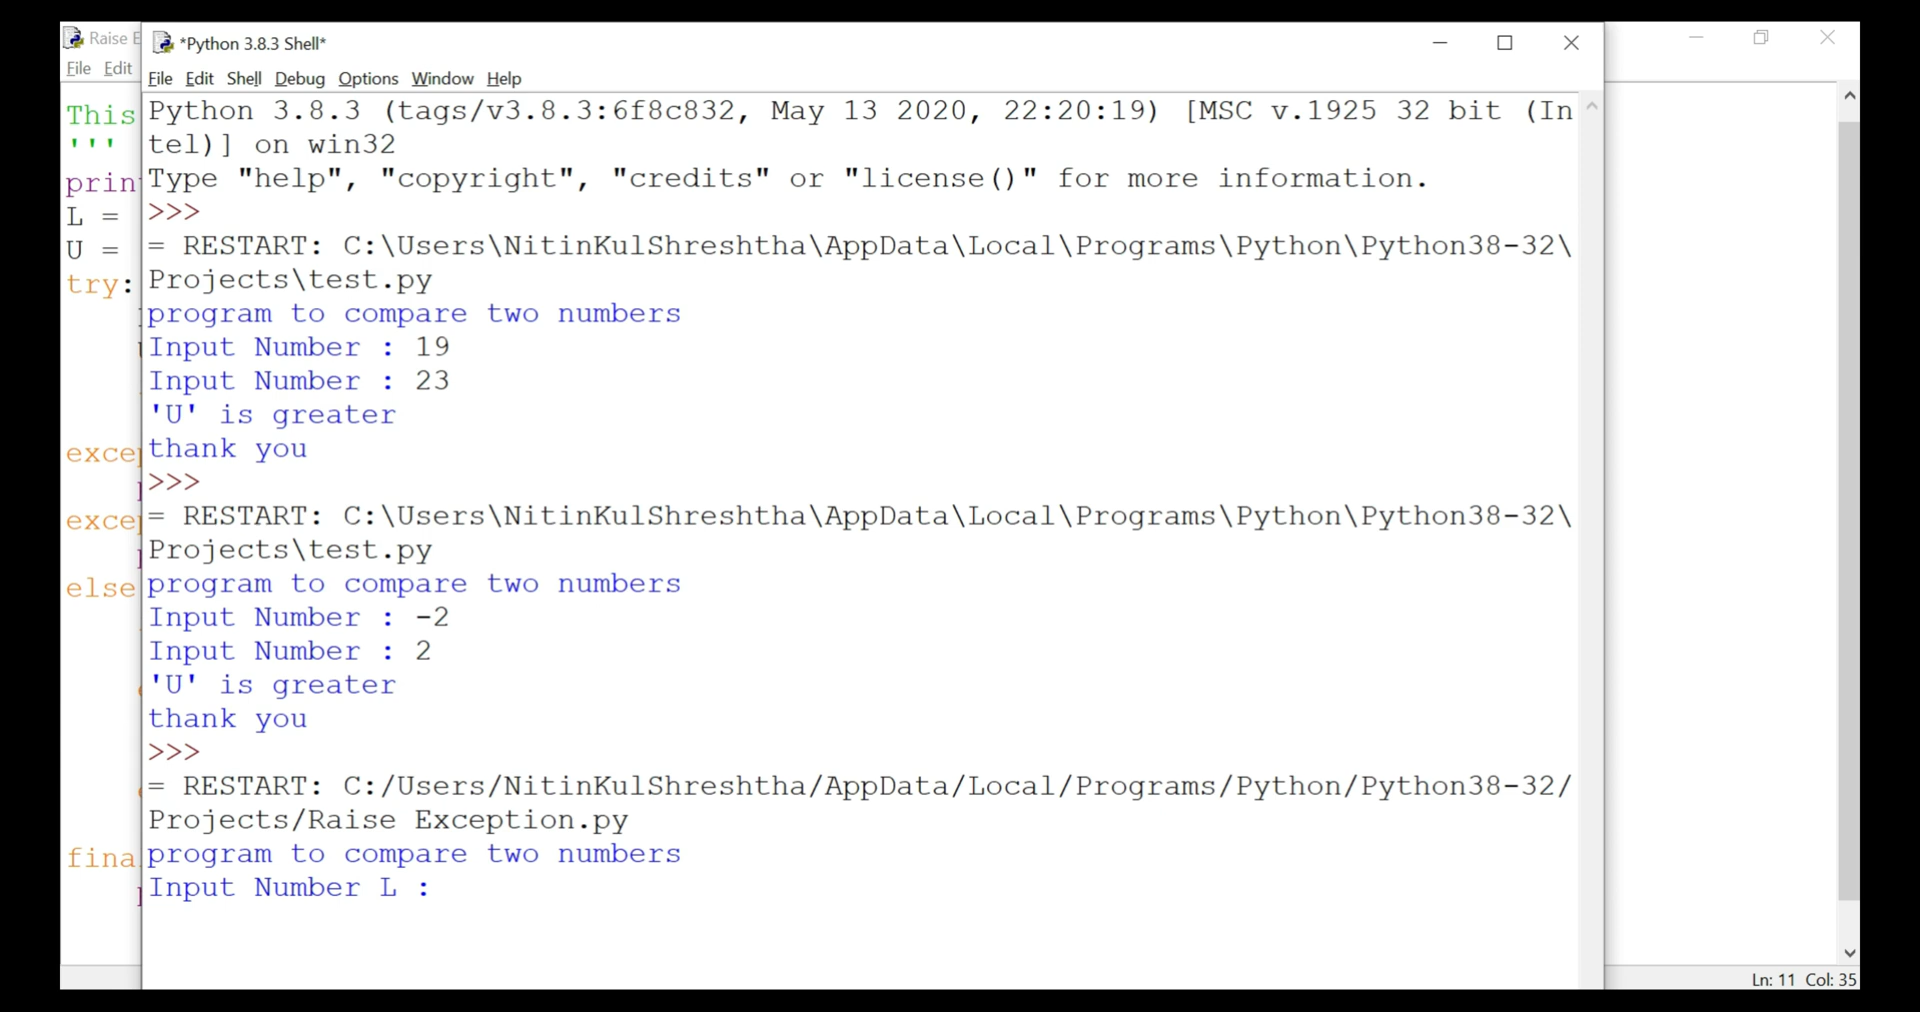 Raise E
File Edit
This
'''
prin
L =
U =
try:
excep
excep
else
fina
*Python 3.8.3 Shell*
File Edit Shell Debug Options Window Help
Python 3.8.3 (tags/v3.8.3:6f8c832, May 13 2020, 22:20:19) [MSC v.1925 32 bit (In
tel)] on win32
Type "help", "copyright", "credits" or "license()" for more information.
>>>
= RESTART: C:\Users\NitinKulShreshtha\AppData\Local\Programs\Python\Python38-32\
Projects\test.py
program to compare two numbers
Input Number : 19
Input Number : 23
'U' is greater
thank you
>>>
= RESTART: C:\Users\NitinKulShreshtha\AppData\Local\Programs\Python\Python38-32\
Projects\test.py
program to compare two numbers
Input Number : -2
Input Number : 2
'U' is greater
thank you
>>>
= RESTART: C:/Users/NitinKulShreshtha/AppData/Local/Programs/Python/Python38-32/
Projects/Raise Exception.py
program to compare two numbers
Input Number L :
Ln: 11 Col: 35